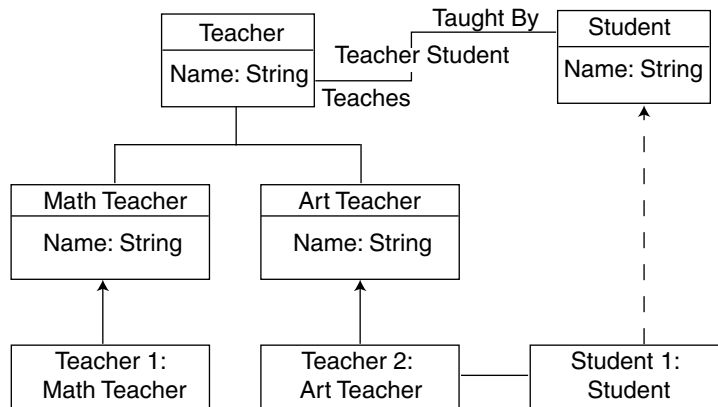 Teacher
Name: String
Taught By
Teacher Student
Teaches
Student
Name: String
Math Teacher
Name: String
Art Teacher
Name: String
Teacher 1:
Math Teacher
Teacher 2:
Art Teacher
Student 1:
Student